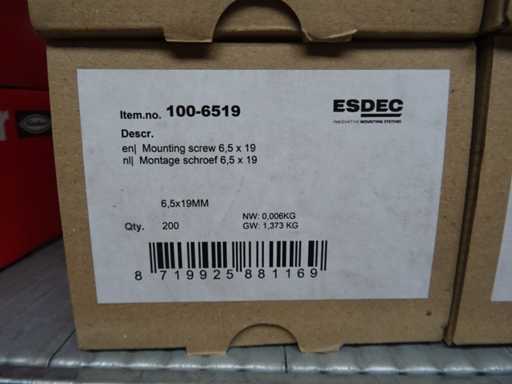 Item.no. 100-6519
ESDEC
INNOVATIVE MOUNTING SYSTEMS
Descr.
en| Mounting screw 6,5 x 19
nl| Montage schroef 6,5 x 19
6,5x19MM
Qty. 200
NW: 0,006KG
GW: 1,373 KG
8 719925 881169